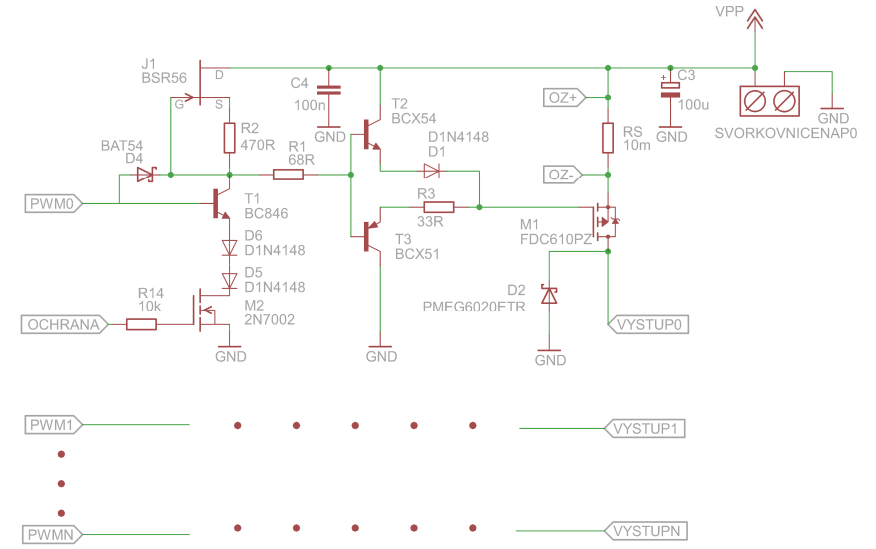 VPP
J1
BSR56
D
G
S
C4
100n
GND
T2
BCX54
OZ+
+
C3
100u
GND
GND
SVORKOVNICENAP0
R2
470R
R1
68R
D1N4148
D1
RS
10m
BAT54
D4
OZ-
PWM0
T1
BC846
R3
33R
M1
FDC610PZ
D6
D1N4148
T3
BCX51
D5
D1N4148
D2
PMEG6020ETR
R14
10k
M2
2N7002
OCHRANA
VYSTUP0
GND
GND
GND
PWM1
VYSTUP1
PWMN
VYSTUPN